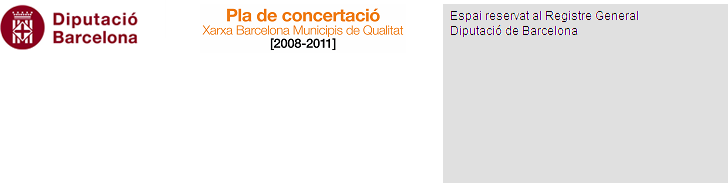 Diputació
Barcelona
Pla de concertació
Xarxa Barcelona Municipis de Qualitat
[2008-2011]
Espai reservat al Registre General
Diputació de Barcelona